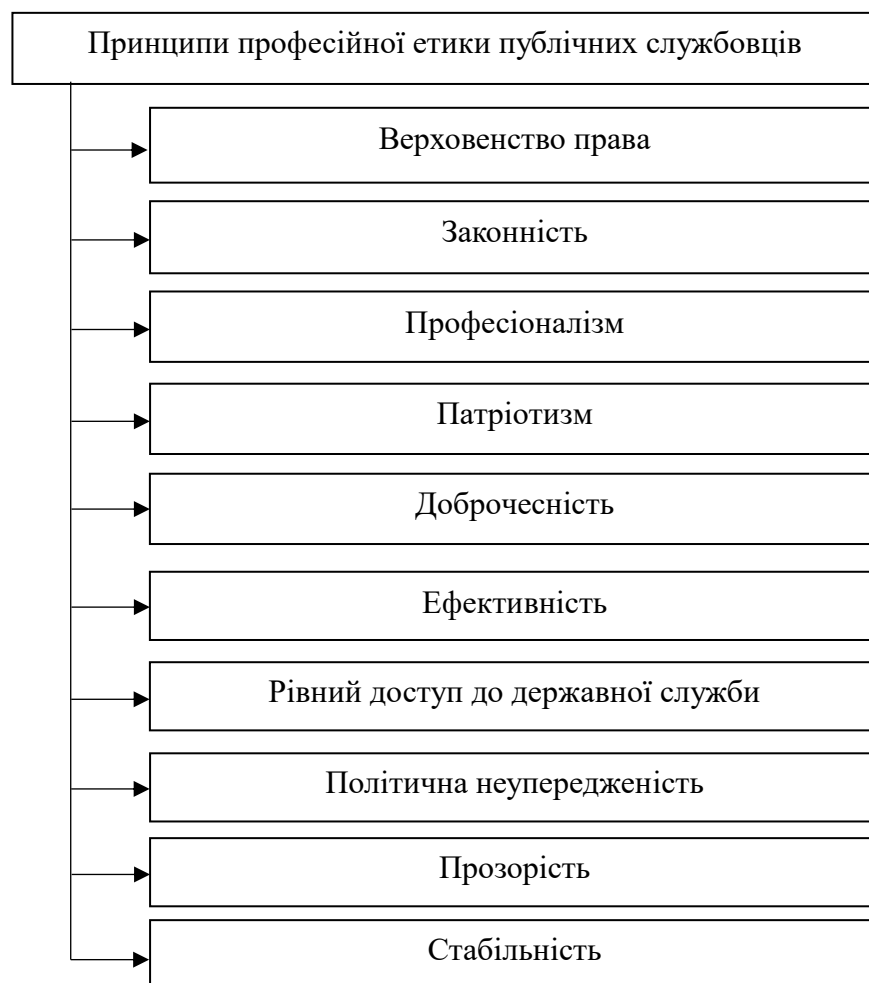 Принципи професійної етики публічних службовців
Верховенство права
Законність
Професіоналізм
Патріотизм
Доброчесність
Ефективність
Рівний доступ до державної служби
Політична неупередженість
Прозорість
Стабільність